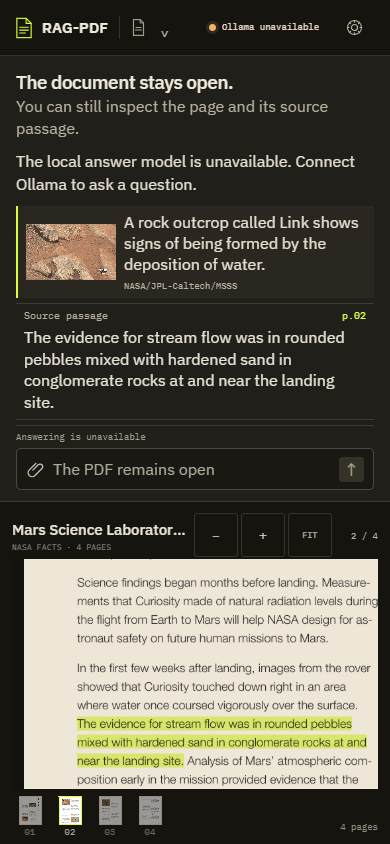 RAG-PDF
Ollama unavailable
The document stays open.
You can still inspect the page and its source
passage.
The local answer model is unavailable. Connect
Ollama to ask a question.
A rock outcrop called Link shows
signs of being formed by the
deposition of water.
NASA/JPL-Caltech/MSSS
Source passage p.02
The evidence for stream flow was in rounded
pebbles mixed with hardened sand in
conglomerate rocks at and near the landing
site.
Answering is unavailable
The PDF remains open
Mars Science Laborator...
NASA FACTS · 4 PAGES
− + FIT 2 / 4
Science findings began months before landing. Measure-
ments that Curiosity made of natural radiation levels during
the flight from Earth to Mars will help NASA design for as-
tronaut safety on future human missions to Mars.
In the first few weeks after landing, images from the rover
showed that Curiosity touched down right in an area
where water once coursed vigorously over the surface.
The evidence for stream flow was in rounded pebbles
mixed with hardened sand in conglomerate rocks at and
near the landing site. Analysis of Mars' atmospheric com-
position early in the mission provided evidence that the
01 02 03 04
4 pages